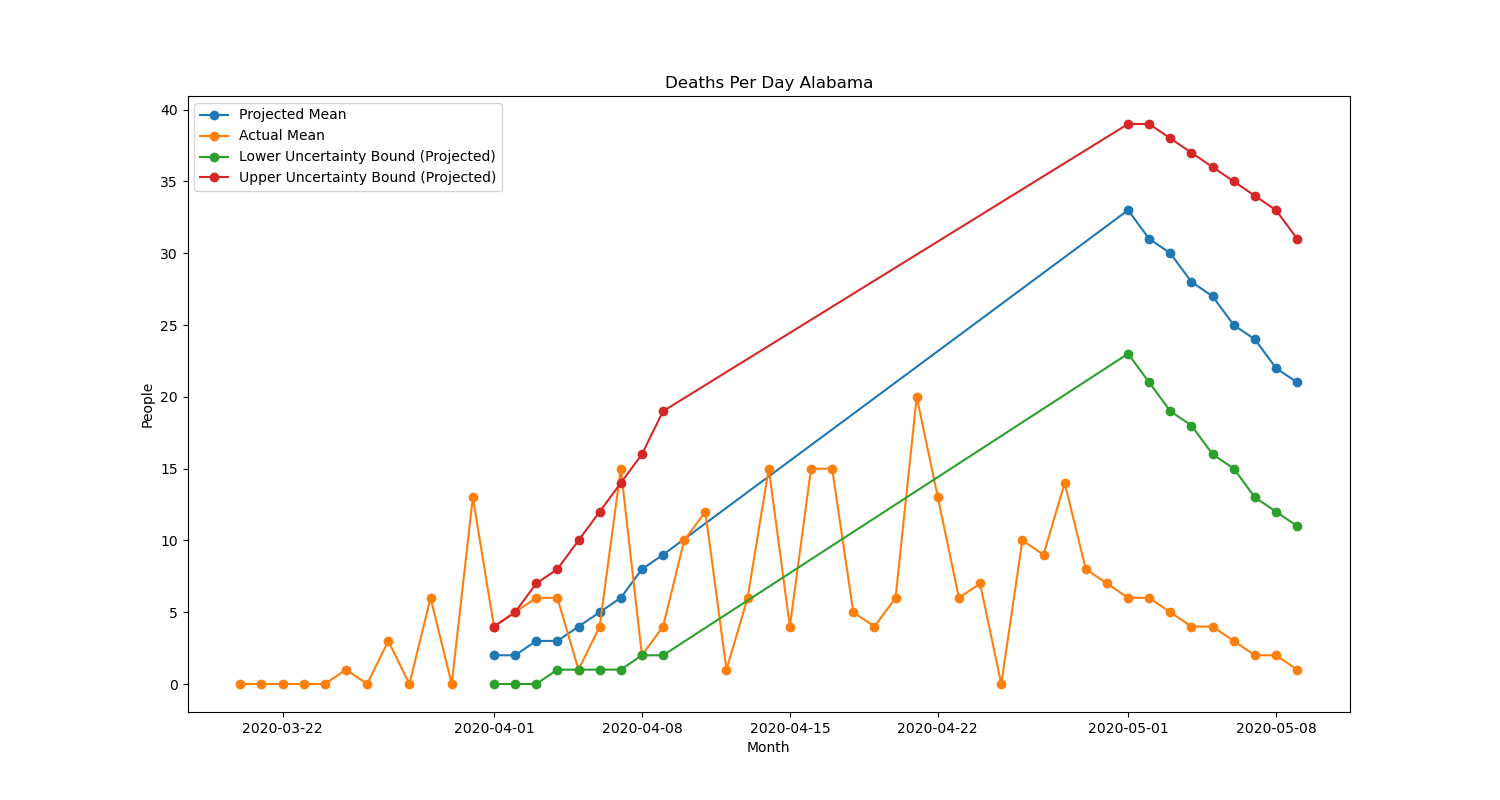 Deaths Per Day Alabama
Projected Mean
Actual Mean
Lower Uncertainty Bound (Projected)
Upper Uncertainty Bound (Projected)
40
35
30
25
20
15
10
5
0
People
2020-03-22 2020-04-01 2020-04-08 2020-04-15 2020-04-22 2020-05-01 2020-05-08
Month